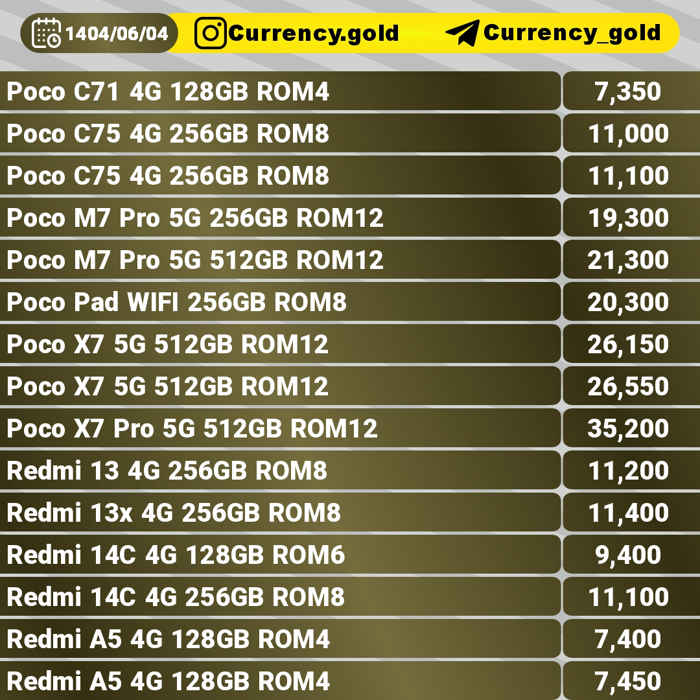 1404/06/04 Currency.gold Currency_gold
Poco C71 4G 128GB ROM4 7,350
Poco C75 4G 256GB ROM8 11,000
Poco C75 4G 256GB ROM8 11,100
Poco M7 Pro 5G 256GB ROM12 19,300
Poco M7 Pro 5G 512GB ROM12 21,300
Poco Pad WIFI 256GB ROM8 20,300
Poco X7 5G 512GB ROM12 26,150
Poco X7 5G 512GB ROM12 26,550
Poco X7 Pro 5G 512GB ROM12 35,200
Redmi 13 4G 256GB ROM8 11,200
Redmi 13x 4G 256GB ROM8 11,400
Redmi 14C 4G 128GB ROM6 9,400
Redmi 14C 4G 256GB ROM8 11,100
Redmi A5 4G 128GB ROM4 7,400
Redmi A5 4G 128GB ROM4 7,450